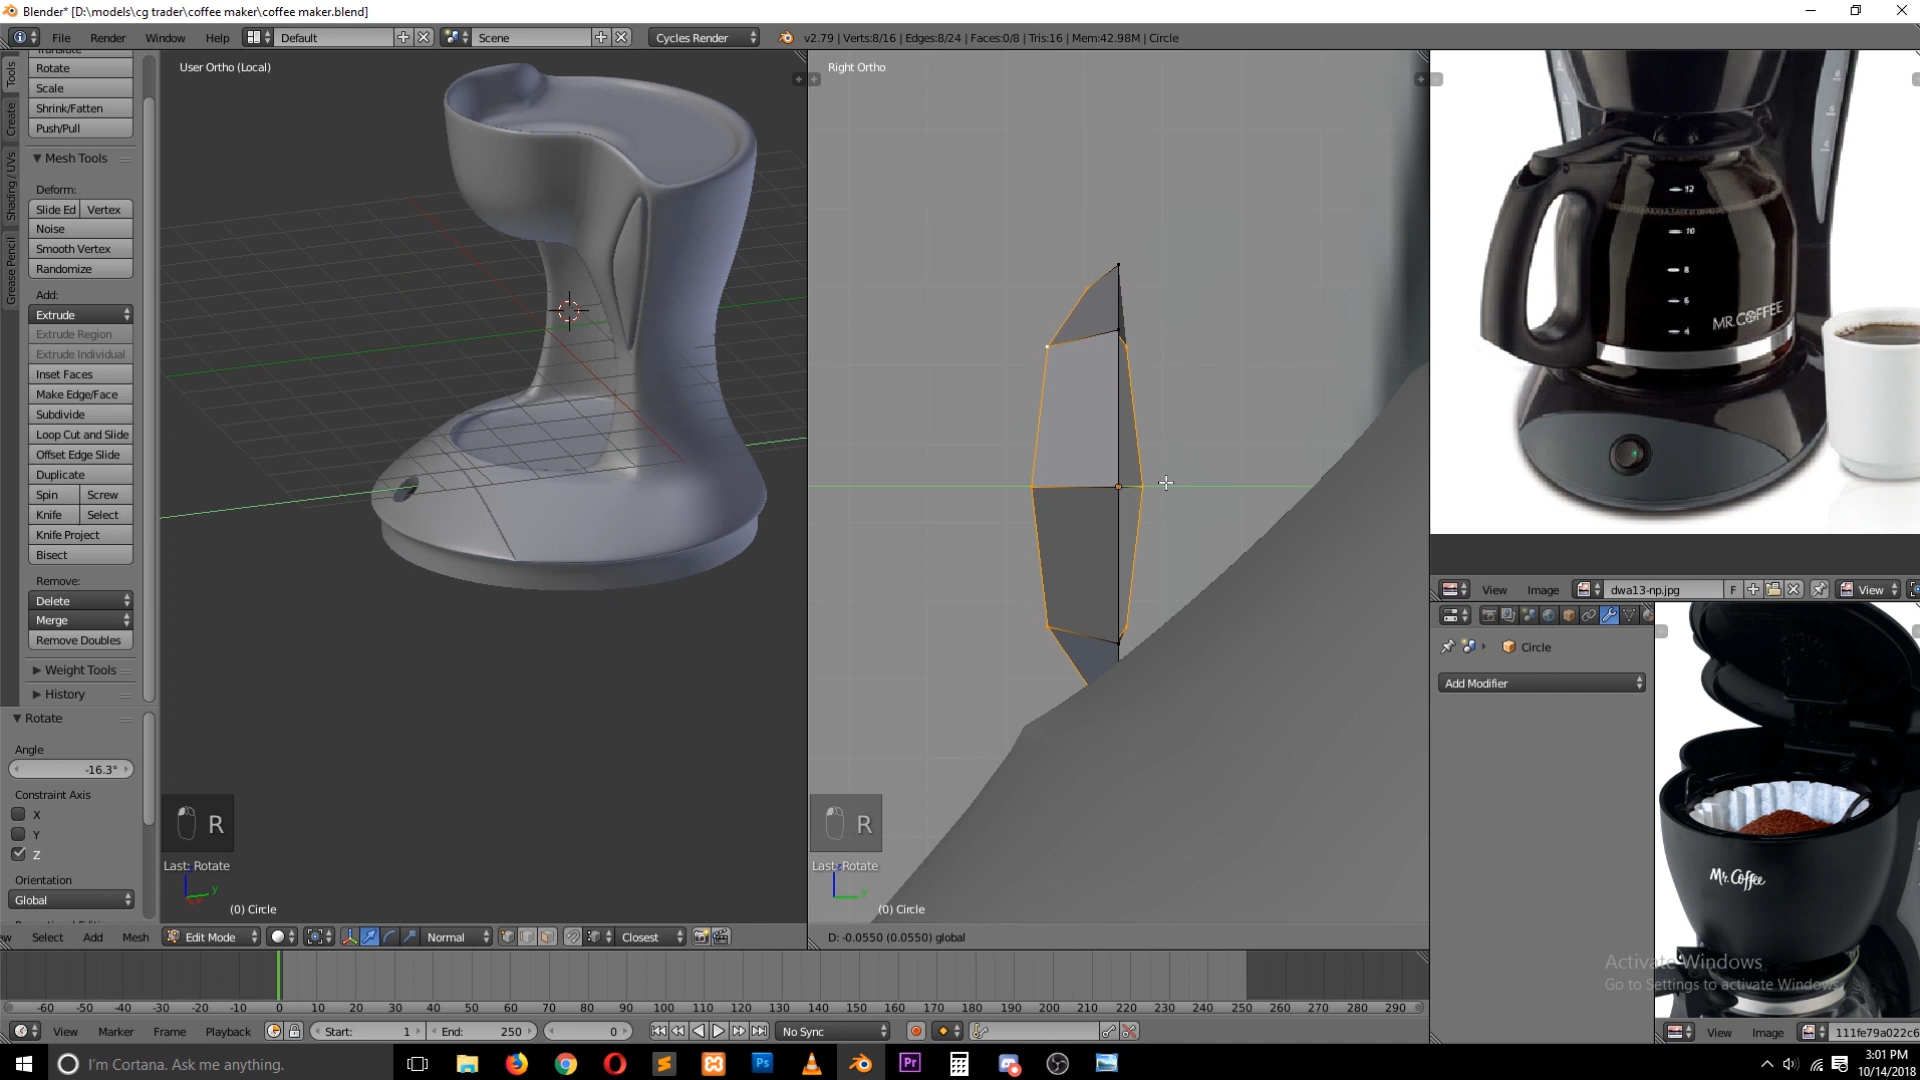 Blender* [D:\models\cg trader\coffee maker\coffee maker.blend]
File Render Window Help Default Scene Cycles Render v2.79 | Verts:8/16 | Edges:8/24 | Faces:0/8 | Tris:16 | Mem:42.98M | Circle
Tools
Create
Shading / UVs
Grease Pencil
Translate
Rotate
Scale
Shrink/Fatten
Push/Pull
Mesh Tools
Deform:
Slide Ed Vertex
Noise
Smooth Vertex
Randomize
Add:
Extrude
Extrude Region
Extrude Individual
Inset Faces
Make Edge/Face
Subdivide
Loop Cut and Slide
Offset Edge Slide
Duplicate
Spin Screw
Knife Select
Knife Project
Bisect
Remove:
Delete
Merge
Remove Doubles
Weight Tools
History
Rotate
Angle
-16.3°
Constraint Axis
X
Y
Z
Orientation
Global
User Ortho (Local)
R
Last: Rotate
y
(0) Circle
Right Ortho
R
Last: Rotate
(0) Circle
Select Add Mesh Edit Mode Normal Closest
D: -0.0550 (0.0550) global
12
10
8
6
4
MR. COFFEE
View Image dwa13-np.jpg F View
Circle
Add Modifier
Mr. Coffee
Activate Windows
Go to Settings to activate Windows.
View Image 111fe79a022c6
-60 -50 -40 -30 -20 -10 0 10 20 30 40 50 60 70 80 90 100 110 120 130 140 150 160 170 180 190 200 210 220 230 240 250 260 270 280 290
View Marker Frame Playback Start: 1 End: 250 0 No Sync
I'm Cortana. Ask me anything.
3:01 PM
10/14/2018